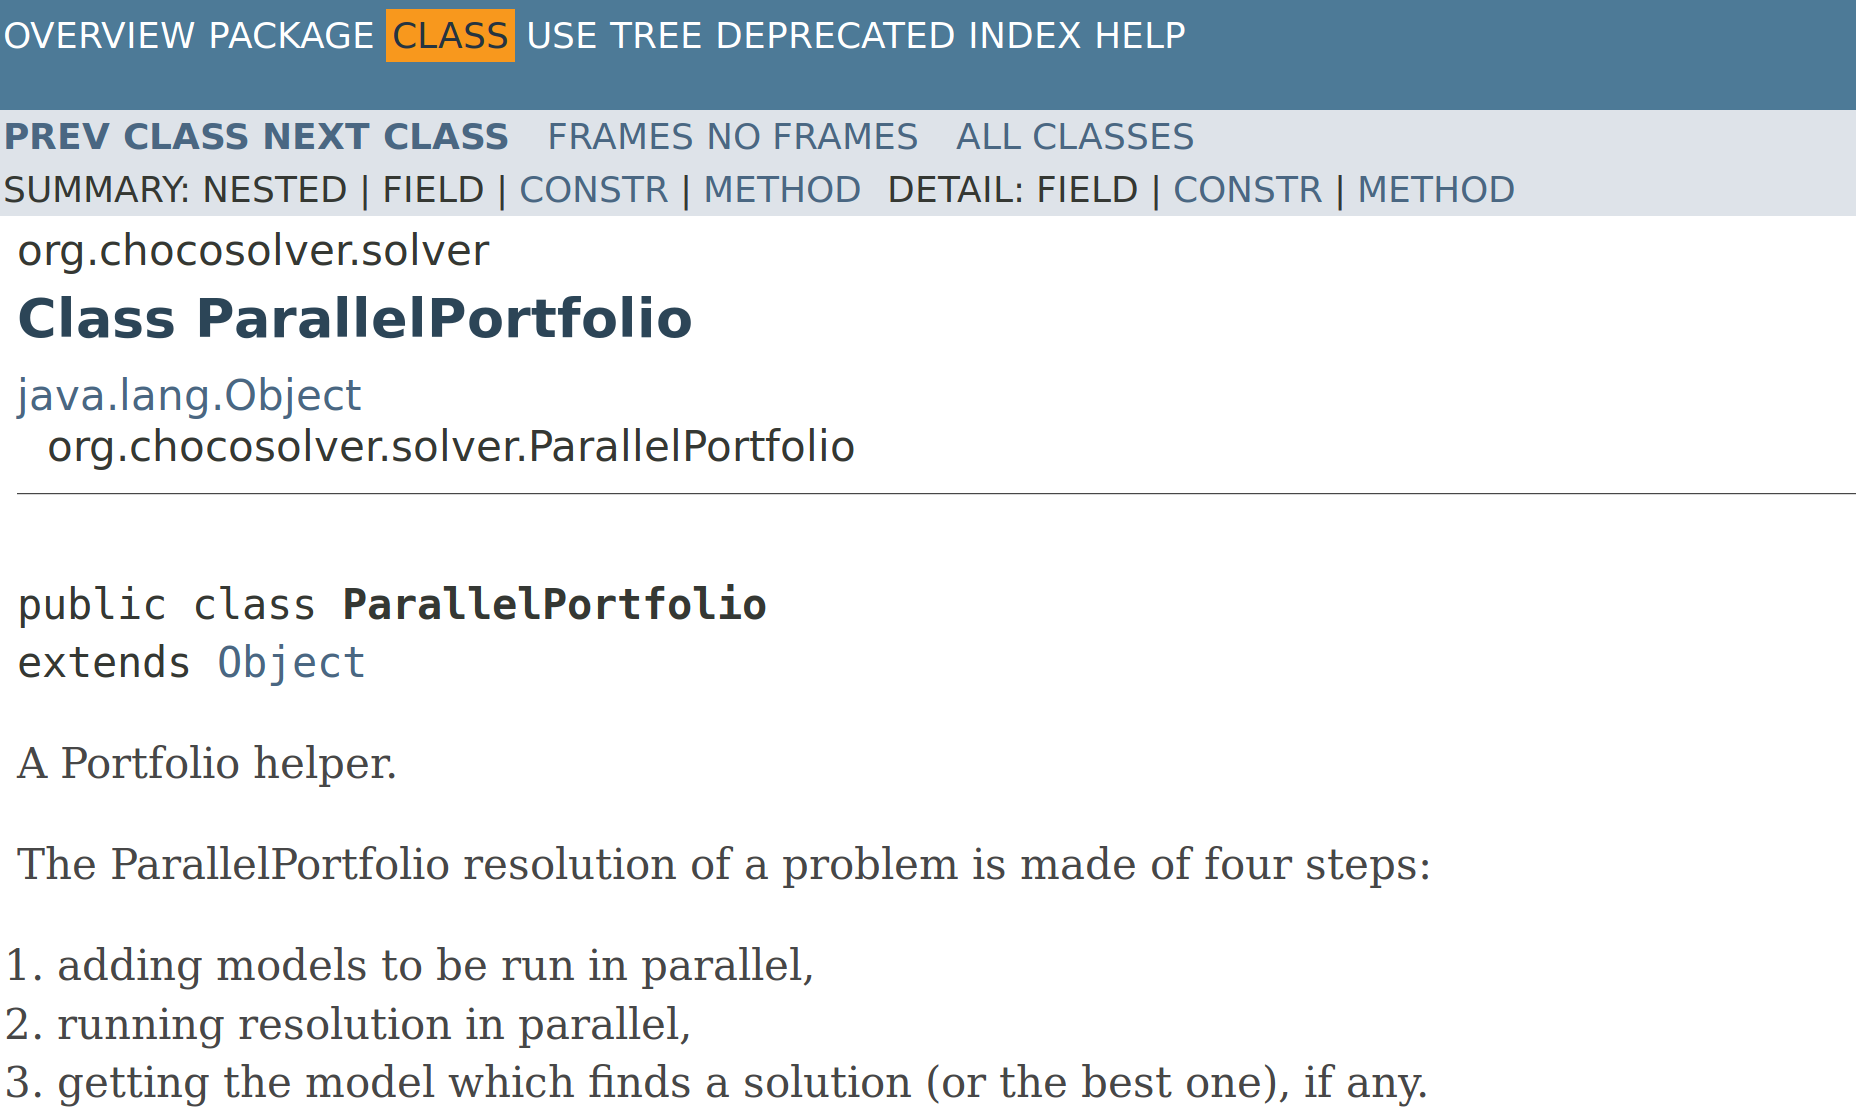 OVERVIEW PACKAGE CLASS USE TREE DEPRECATED INDEX HELP
PREV CLASS NEXT CLASS FRAMES NO FRAMES ALL CLASSES
SUMMARY: NESTED | FIELD | CONSTR | METHOD DETAIL: FIELD | CONSTR | METHOD
org.chocosolver.solver
Class ParallelPortfolio
java.lang.Object
org.chocosolver.solver.ParallelPortfolio
public class ParallelPortfolio
extends Object
A Portfolio helper.
The ParallelPortfolio resolution of a problem is made of four steps:
1. adding models to be run in parallel,
2. running resolution in parallel,
3. getting the model which finds a solution (or the best one), if any.